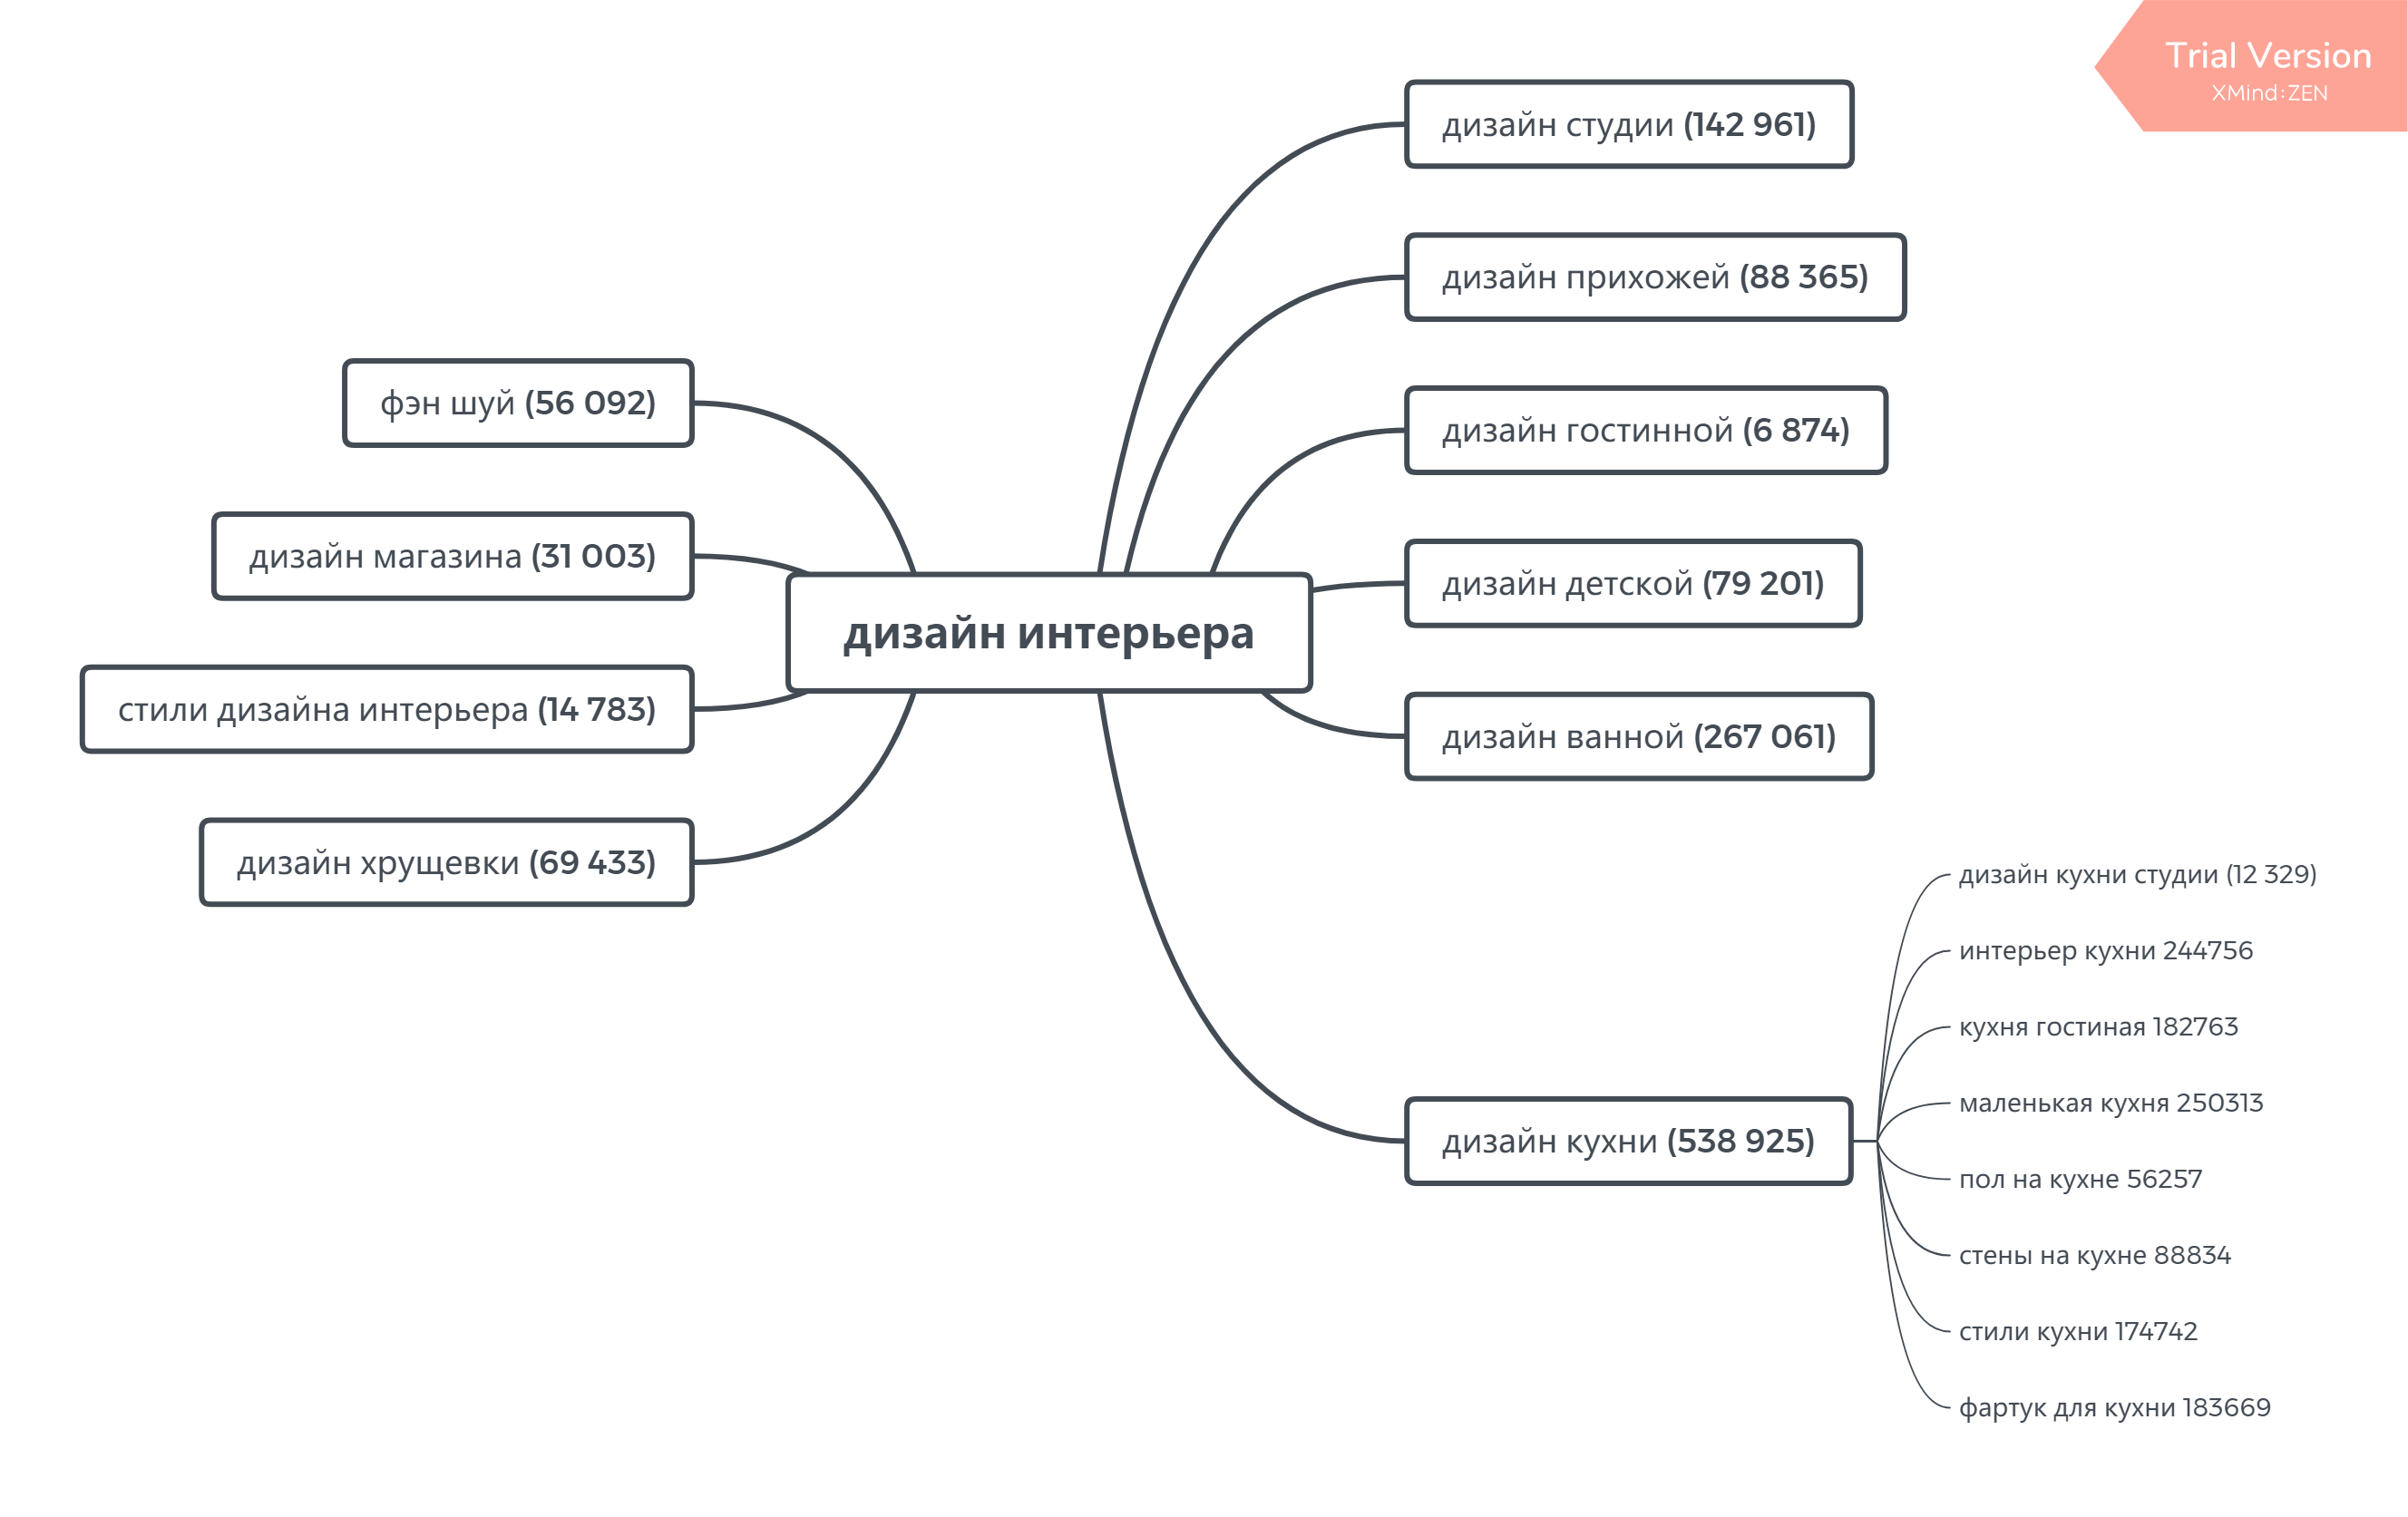 Trial Version
XMind:ZEN
дизайн студии (142 961)
дизайн прихожей (88 365)
дизайн гостинной (6 874)
дизайн детской (79 201)
дизайн ванной (267 061)
дизайн кухни (538 925)
дизайн кухни студии (12 329)
интерьер кухни 244756
кухня гостиная 182763
маленькая кухня 250313
пол на кухне 56257
стены на кухне 88834
стили кухни 174742
фартук для кухни 183669
дизайн интерьера
фэн шуй (56 092)
дизайн магазина (31 003)
стили дизайна интерьера (14 783)
дизайн хрущевки (69 433)